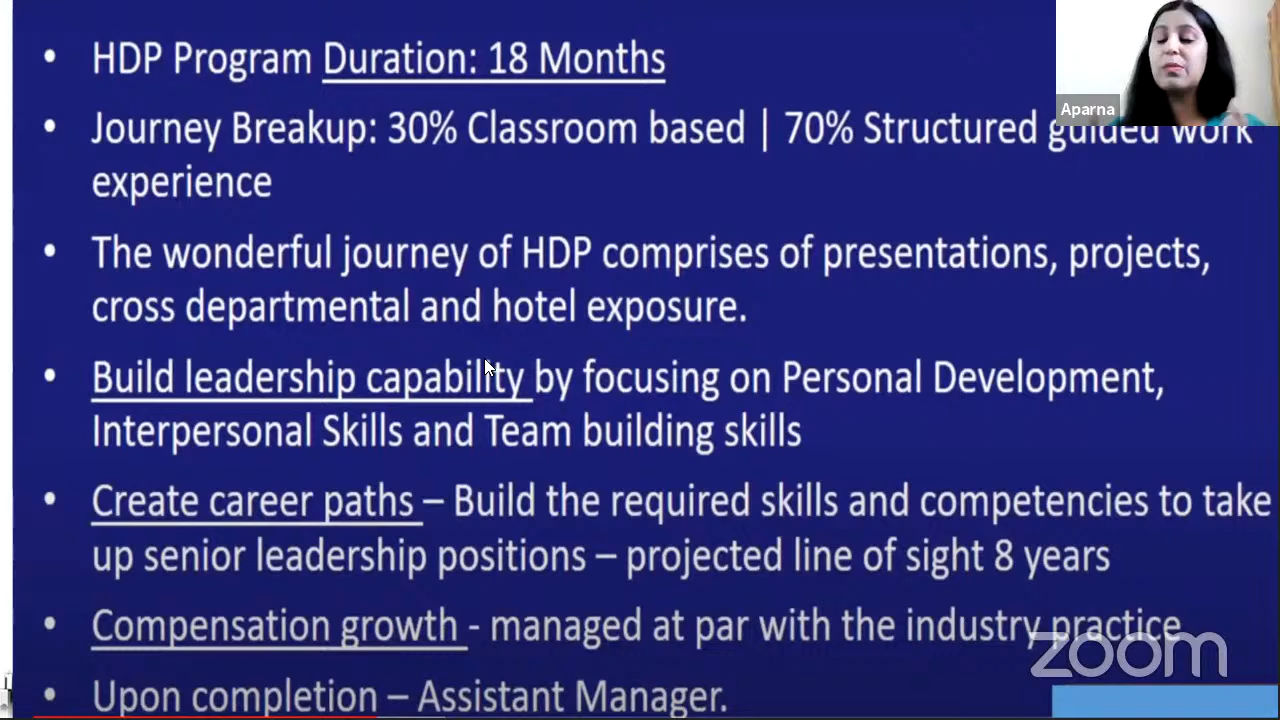 • HDP Program Duration: 18 Months
Aparna
• Journey Breakup: 30% Classroom based | 70% Structured guided work
experience
• The wonderful journey of HDP comprises of presentations, projects,
cross departmental and hotel exposure.
• Build leadership capability by focusing on Personal Development,
Interpersonal Skills and Team building skills
• Create career paths – Build the required skills and competencies to take
up senior leadership positions – projected line of sight 8 years
• Compensation growth - managed at par with the industry practice
zoom
• Upon completion – Assistant Manager.